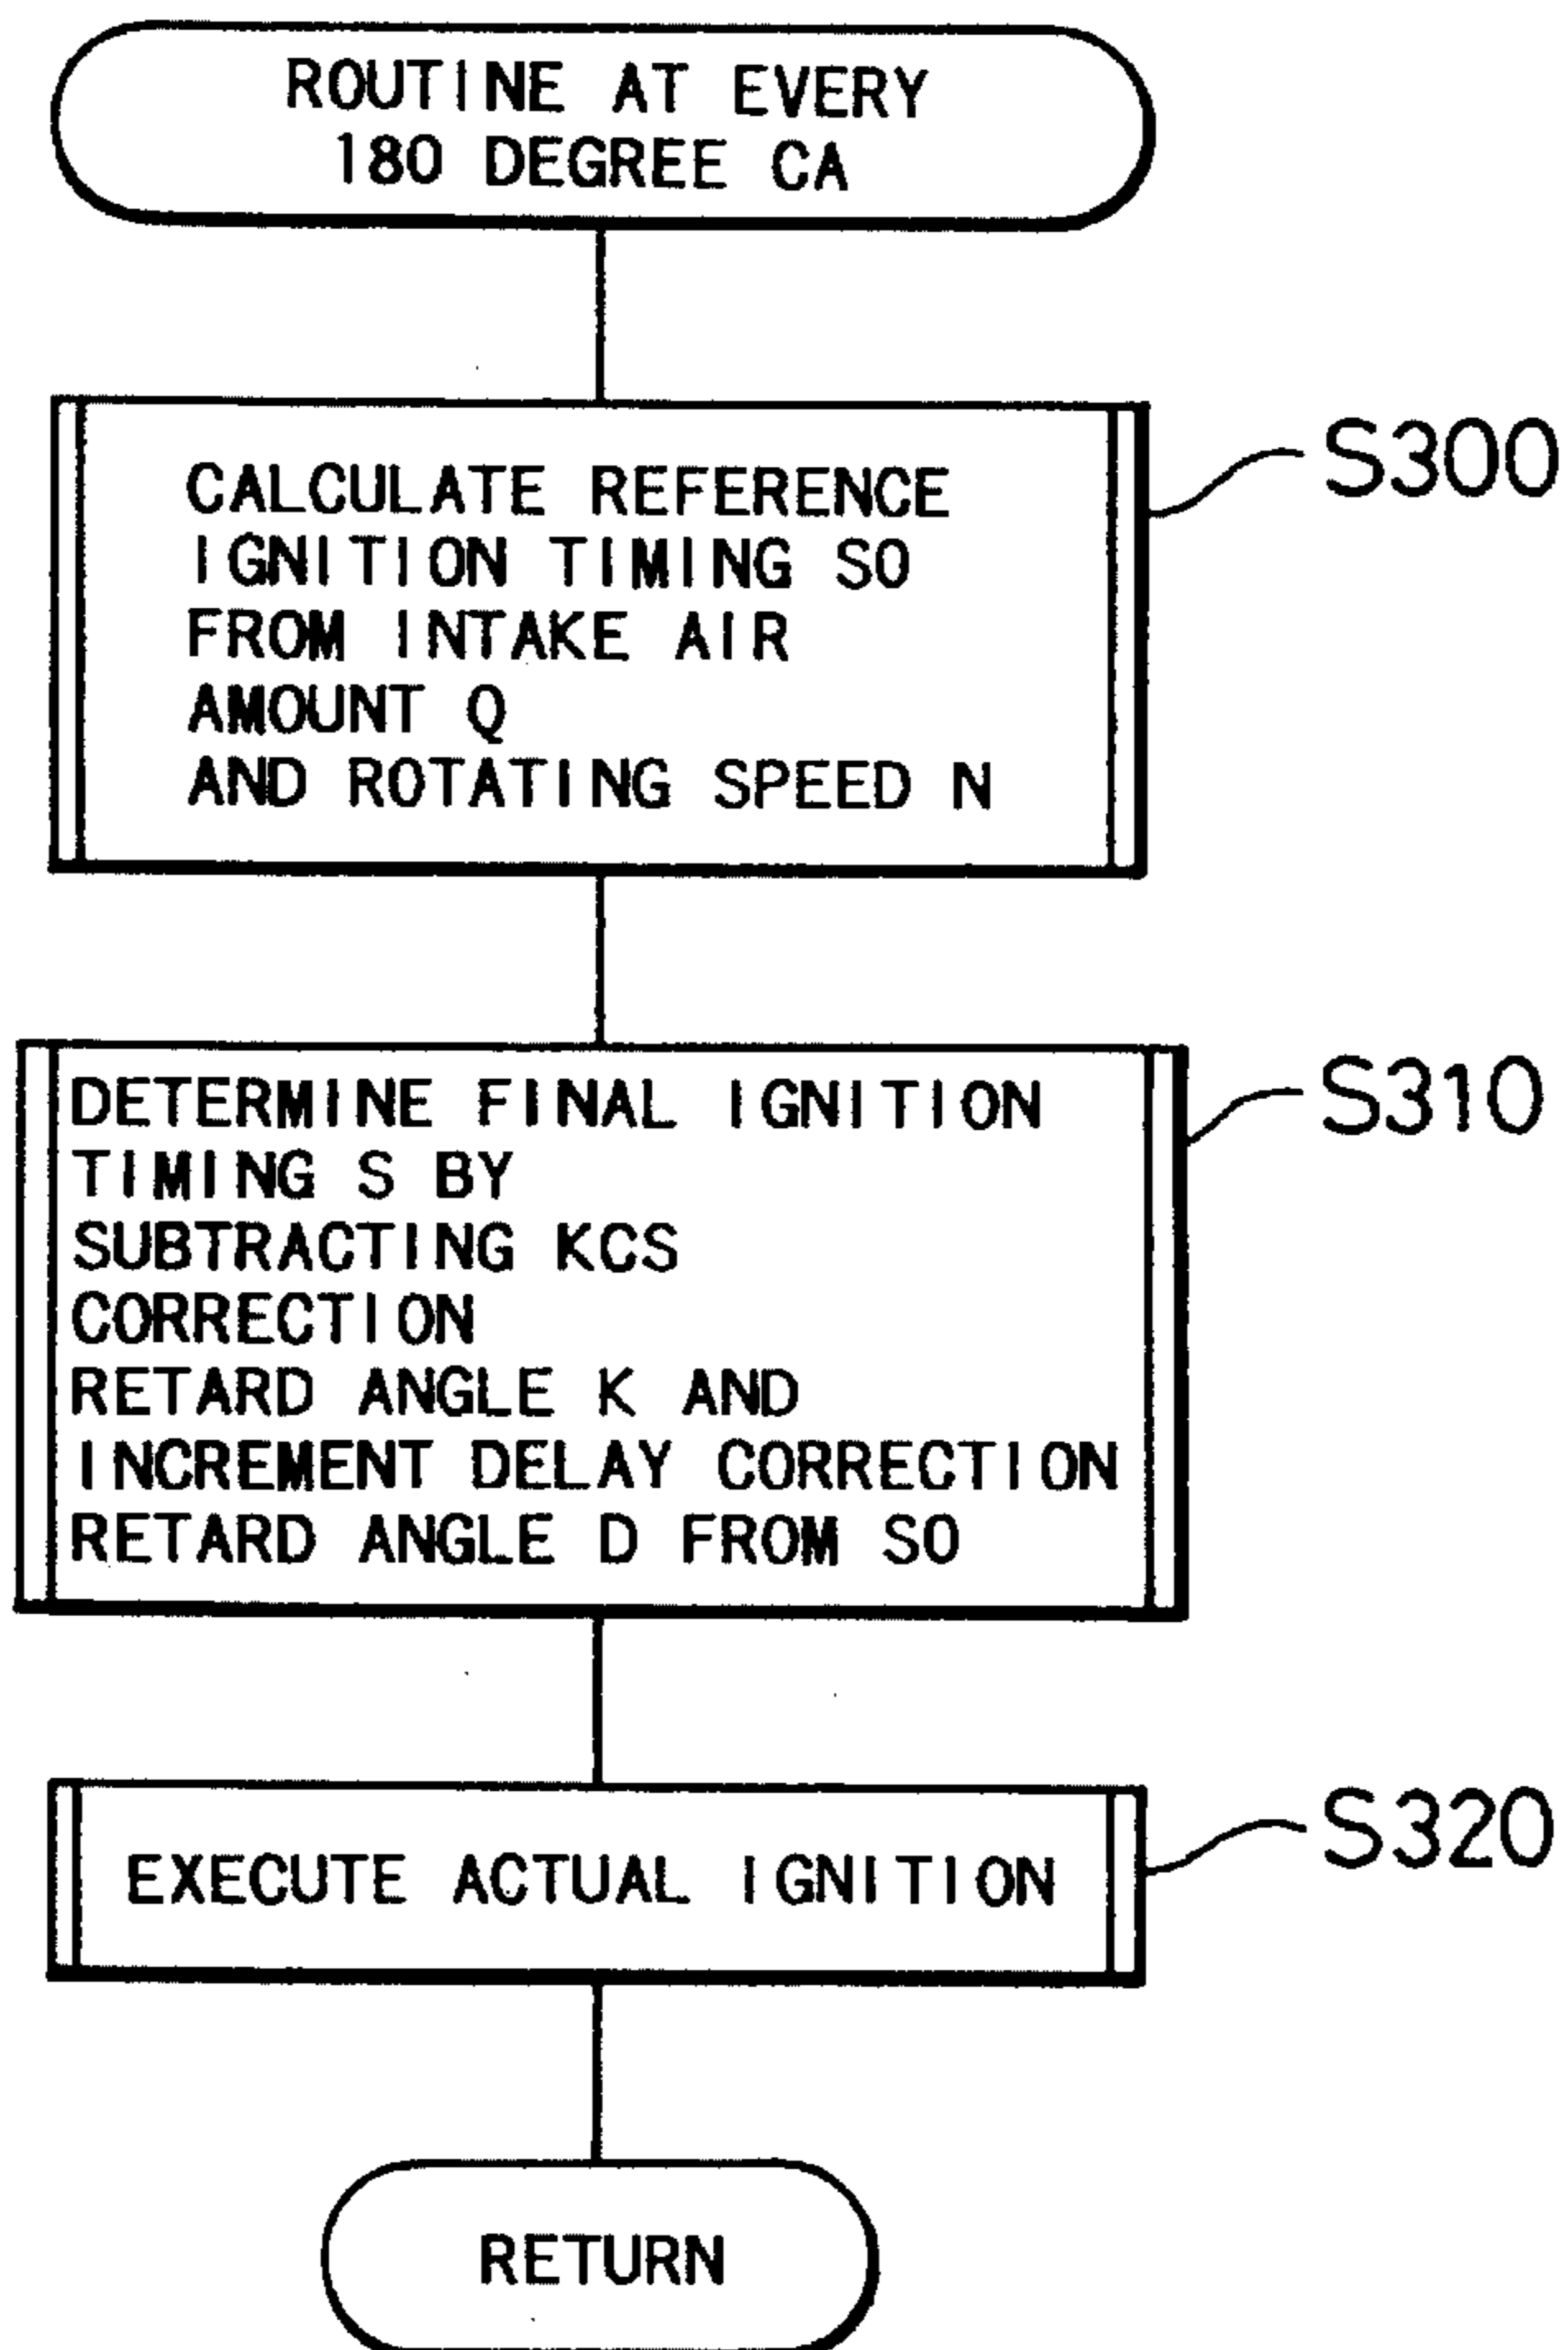 ROUTINE AT EVERY
180 DEGREE CA
CALCULATE REFERENCE
IGNITION TIMING S0
FROM INTAKE AIR
AMOUNT Q
AND ROTATING SPEED N
S300
DETERMINE FINAL IGNITION
TIMING S BY
SUBTRACTING KCS
CORRECTION
RETARD ANGLE K AND
INCREMENT DELAY CORRECTION
RETARD ANGLE D FROM S0
S310
EXECUTE ACTUAL IGNITION
S320
RETURN